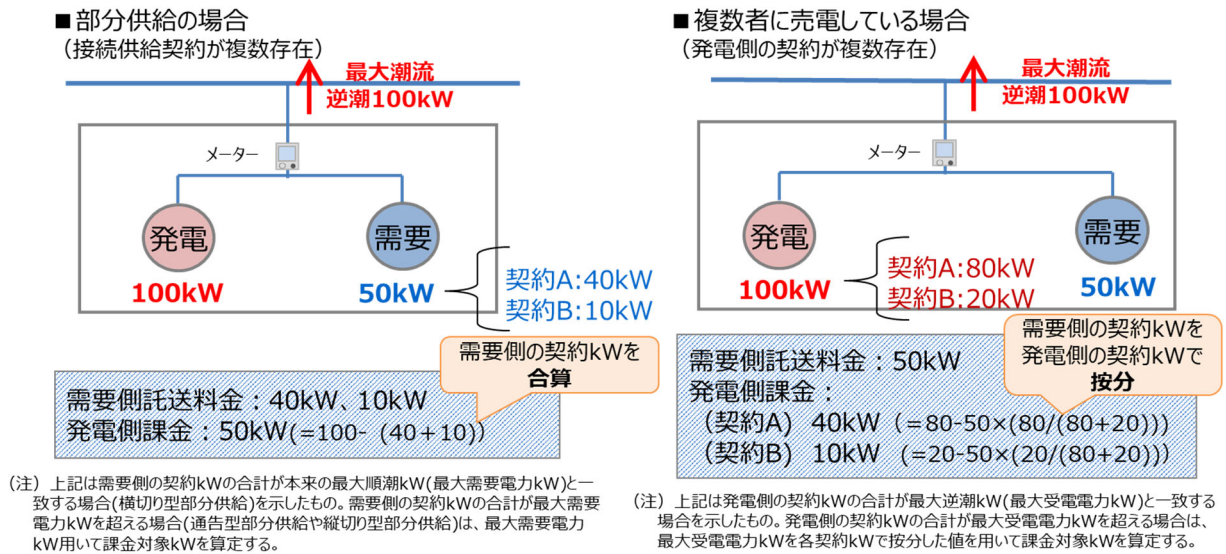 ■部分供給の場合
（接続供給契約が複数存在）
最大潮流
逆潮100kW
メーター
発電
需要
100kW
50kW
契約A:40kW
契約B:10kW
需要側の契約kWを
合算
需要側託送料金：40kW、10kW
発電側課金：50kW(=100-（40＋10）)
（注）上記は需要側の契約kWの合計が本来の最大順潮kW(最大需要電力kW)と一
致する場合(横切り型部分供給)を示したもの。需要側の契約kWの合計が最大需要
電力kWを超える場合(通告型部分供給や縦切り型部分供給)は、最大需要電力
kW用いて課金対象kWを算定する。
■複数者に売電している場合
（発電側の契約が複数存在）
最大潮流
逆潮100kW
メーター
発電
需要
100kW
50kW
契約A:80kW
契約B:20kW
需要側の契約kWを
発電側の契約kWで
按分
需要側託送料金：50kW
発電側課金：
（契約A）40kW（＝80-50×(80/(80+20)))
（契約B）10kW（=20-50×(20/(80+20)))
（注）上記は発電側の契約kWの合計が最大逆潮kW(最大受電電力kW)と一致する
場合を示したもの。発電側の契約kWの合計が最大受電電力kWを超える場合は、
最大受電電力kWを各契約kWで按分した値を用いて課金対象kWを算定する。